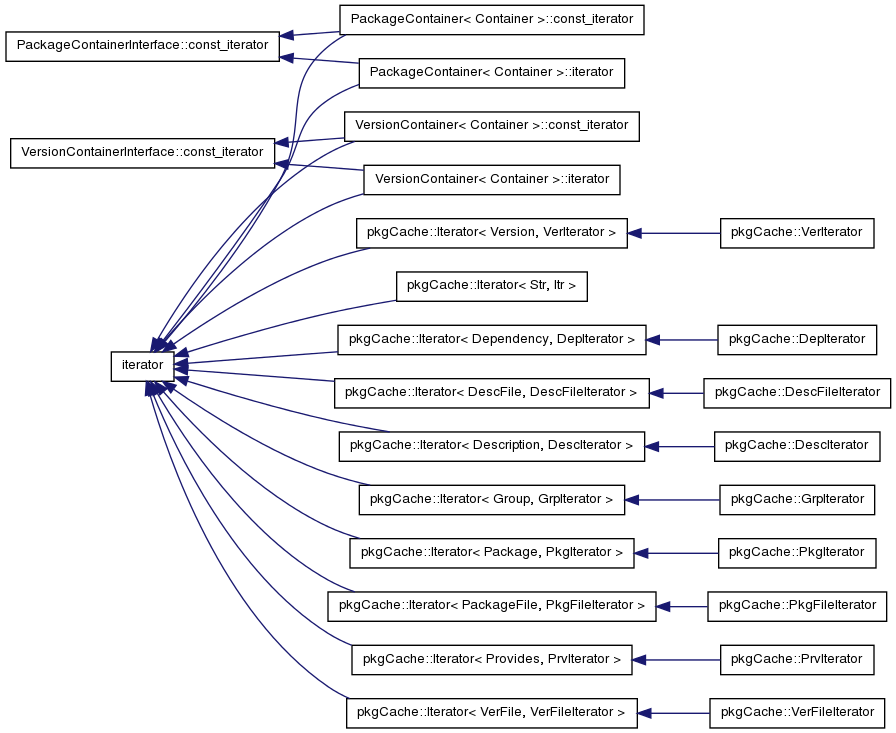 PackageContainer< Container >::const_iterator
PackageContainerInterface::const_iterator
PackageContainer< Container >::iterator
VersionContainer< Container >::const_iterator
VersionContainerInterface::const_iterator
VersionContainer< Container >::iterator
pkgCache::Iterator< Version, VerIterator >
pkgCache::VerIterator
pkgCache::Iterator< Str, Itr >
pkgCache::Iterator< Dependency, DepIterator >
pkgCache::DepIterator
iterator
pkgCache::Iterator< DescFile, DescFileIterator >
pkgCache::DescFileIterator
pkgCache::Iterator< Description, DescIterator >
pkgCache::DescIterator
pkgCache::Iterator< Group, GrpIterator >
pkgCache::GrpIterator
pkgCache::Iterator< Package, PkgIterator >
pkgCache::PkgIterator
pkgCache::Iterator< PackageFile, PkgFileIterator >
pkgCache::PkgFileIterator
pkgCache::Iterator< Provides, PrvIterator >
pkgCache::PrvIterator
pkgCache::Iterator< VerFile, VerFileIterator >
pkgCache::VerFileIterator